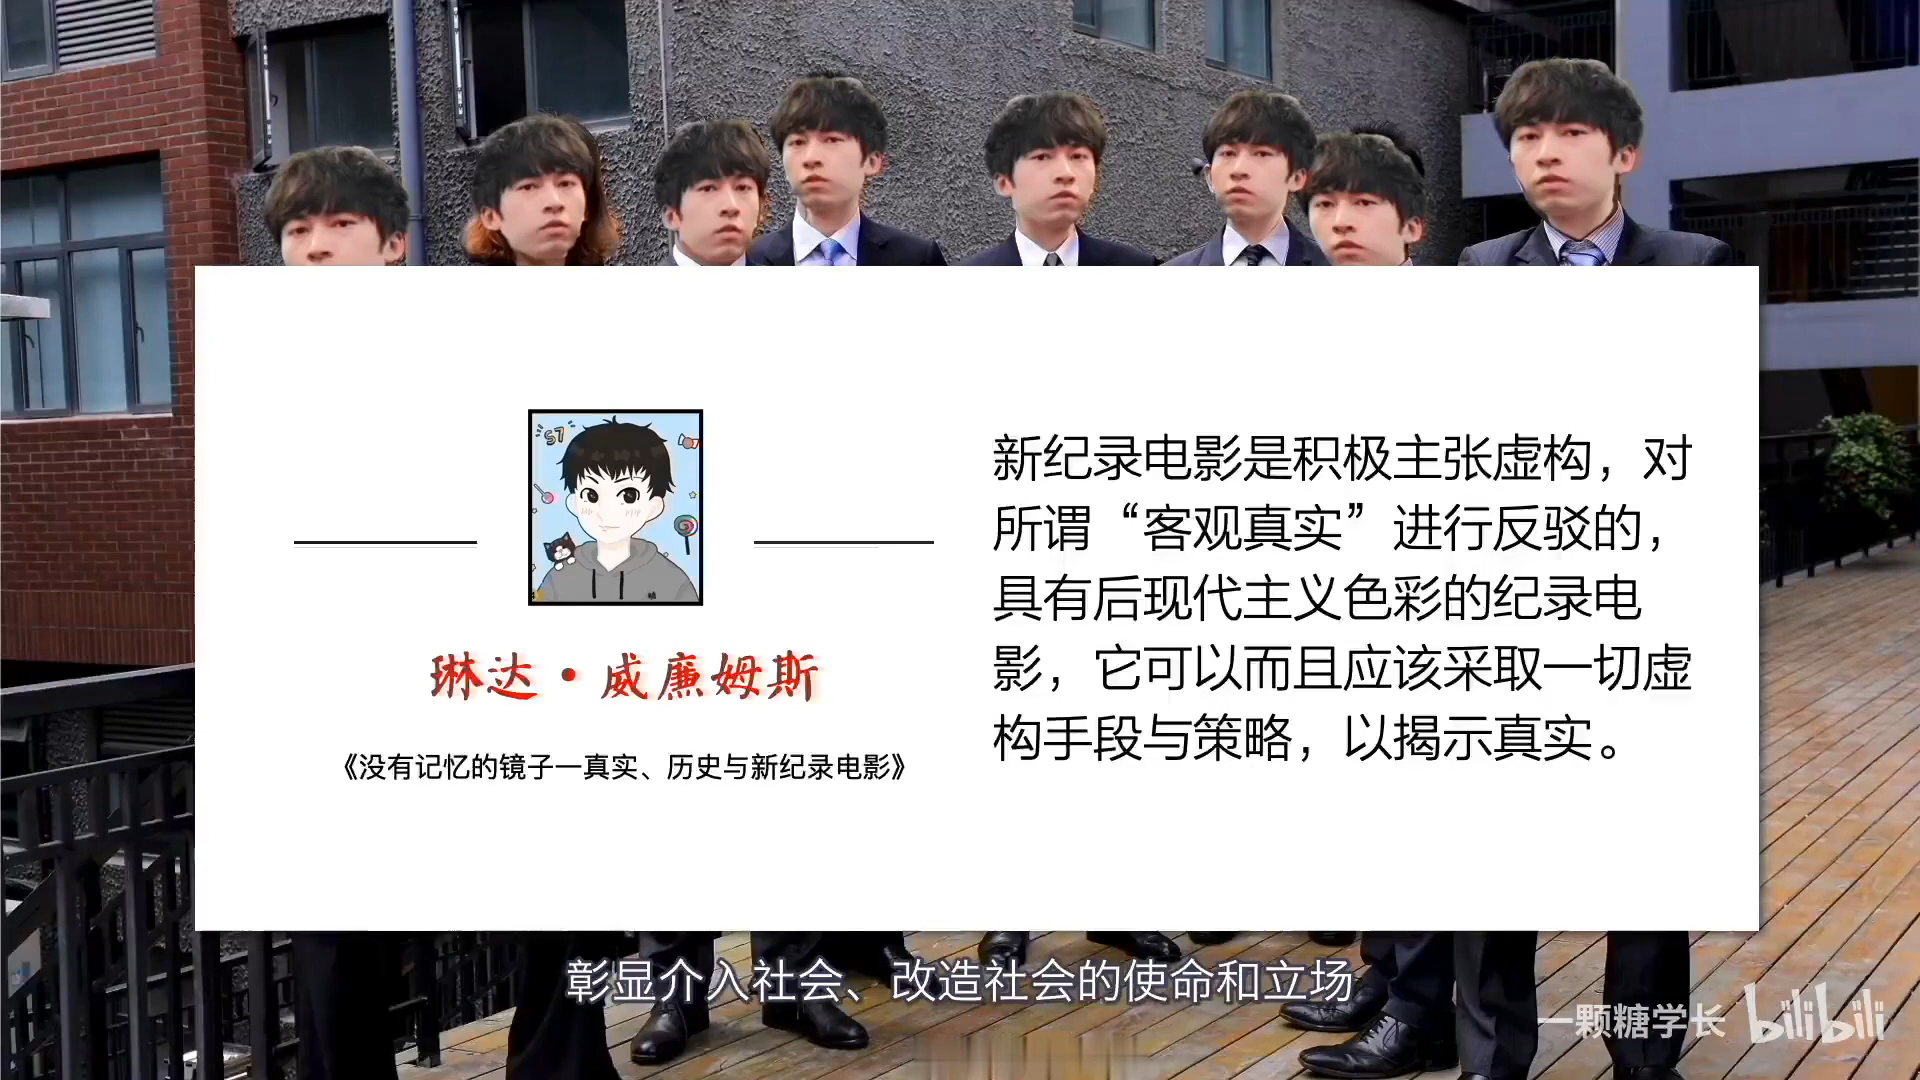 新纪录电影是积极主张虚构，对
所谓“客观真实”进行反驳的，
具有后现代主义色彩的纪录电
影，它可以而且应该采取一切虚
构手段与策略，以揭示真实。
琳达·威廉姆斯
《没有记忆的镜子—真实、历史与新纪录电影》
彰显介入社会、改造社会的使命和立场
一颗糖学长 bilibili